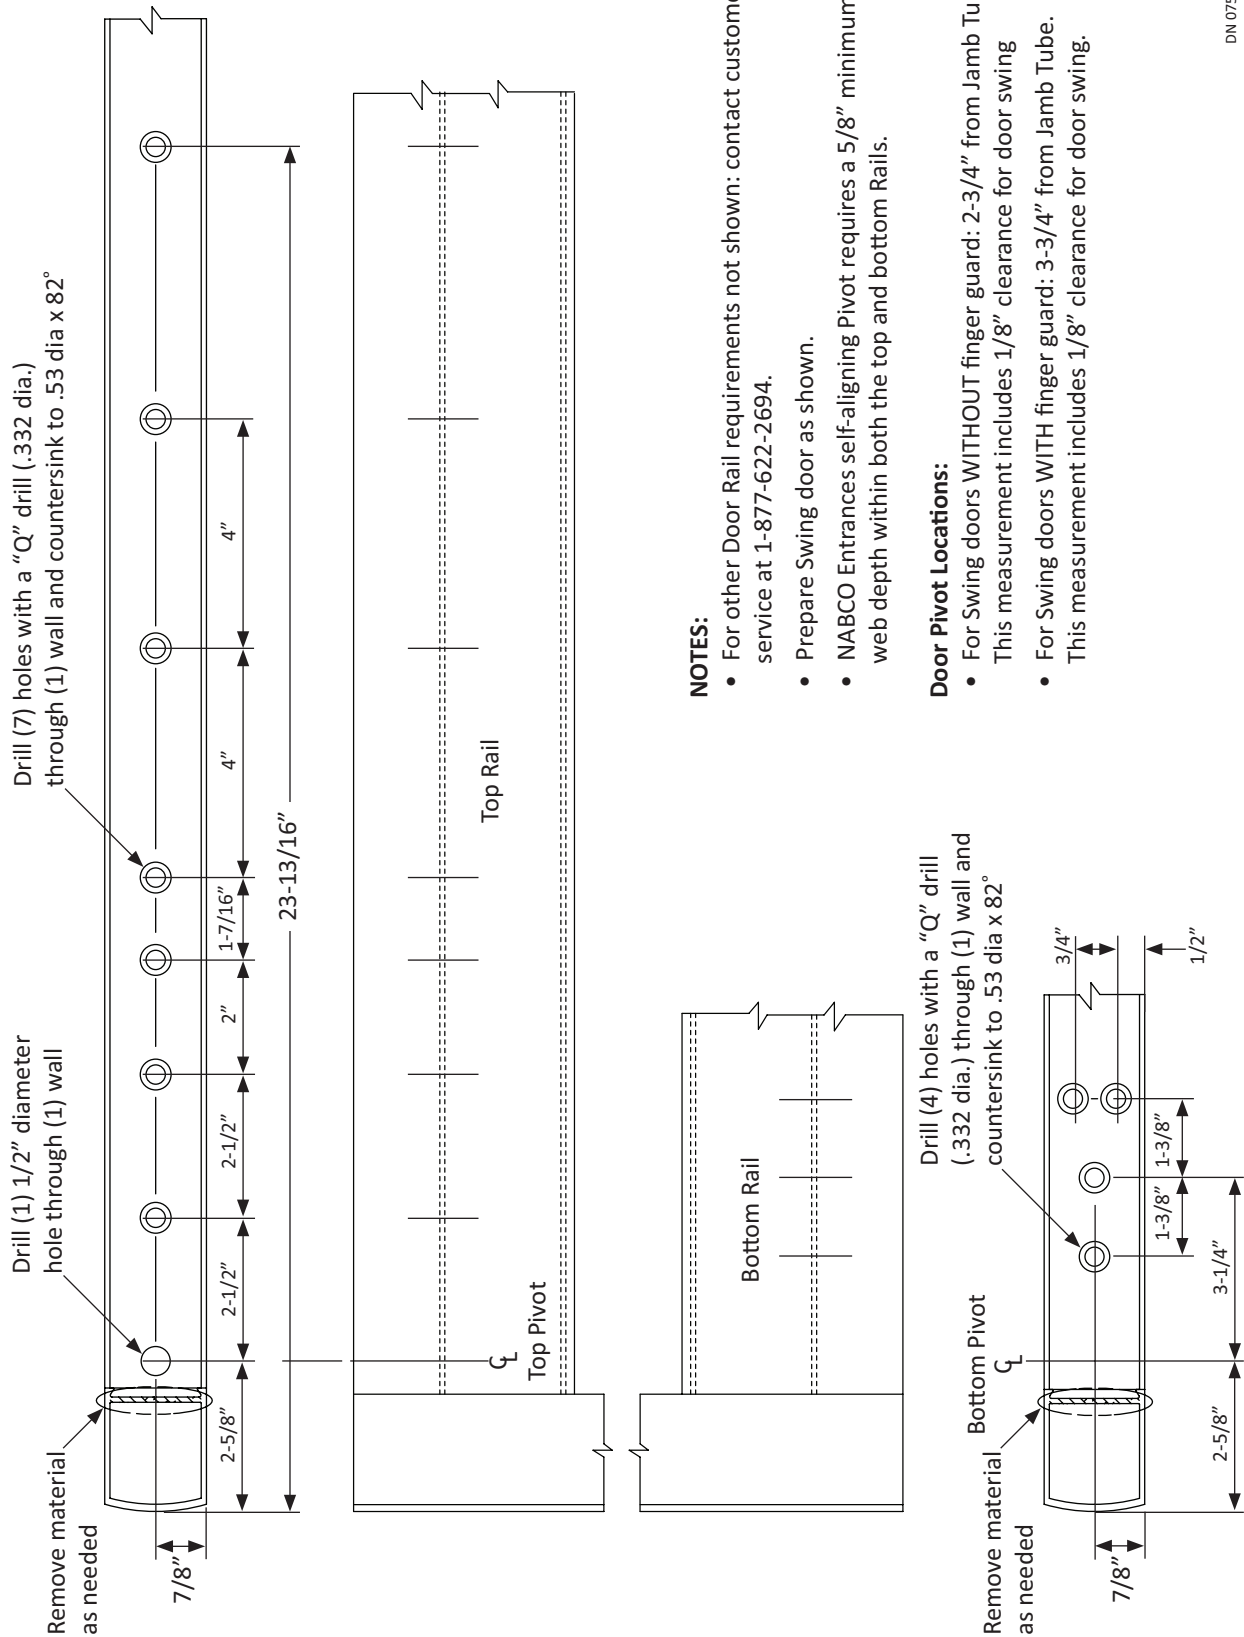 Drill (1) 1/2” diameter
hole through (1) wall
Drill (7) holes with a “Q” drill (.332 dia.)
through (1) wall and countersink to .53 dia x 82°
Remove material
as needed
7/8”
2-5/8”
2-1/2”
2-1/2”
2”
1-7/16”
4”
4”
23-13/16”
Top Rail
℄
Top Pivot
Bottom Rail
Remove material
as needed
Bottom Pivot
℄
Drill (4) holes with a “Q” drill
(.332 dia.) through (1) wall and
countersink to .53 dia x 82°
3/4”
1/2”
1-3/8”
1-3/8”
3-1/4”
2-5/8”
7/8”
NOTES:
• For other Door Rail requirements not shown: contact custome
service at 1-877-622-2694.
• Prepare Swing door as shown.
• NABCO Entrances self-aligning Pivot requires a 5/8” minimum
web depth within both the top and bottom Rails.
Door Pivot Locations:
• For Swing doors WITHOUT finger guard: 2-3/4” from Jamb Tu
This measurement includes 1/8” clearance for door swing
• For Swing doors WITH finger guard: 3-3/4” from Jamb Tube.
This measurement includes 1/8” clearance for door swing.
DN 075